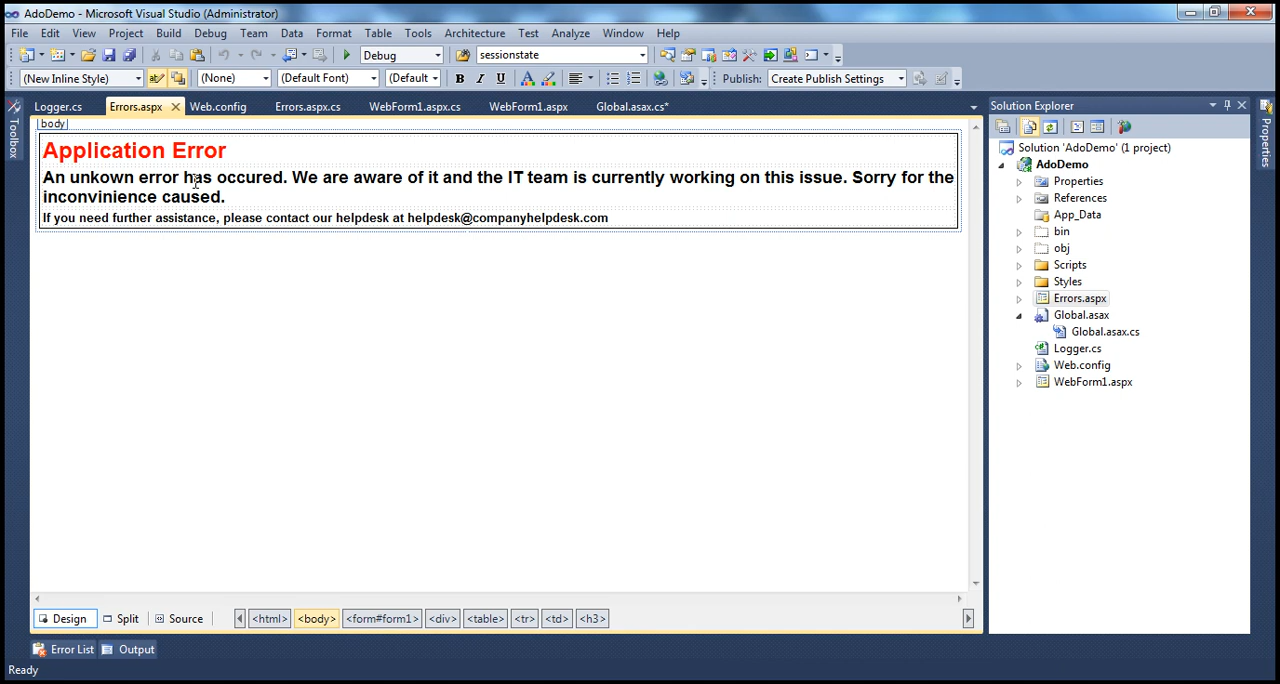 AdoDemo - Microsoft Visual Studio (Administrator)
File Edit View Project Build Debug Team Data Format Table Tools Architecture Test Analyze Window Help
Debug sessionstate
(New Inline Style) (None) (Default Font) (Default B I U A Publish: Create Publish Settings
Logger.cs Errors.aspx Web.config Errors.aspx.cs WebForm1.aspx.cs WebForm1.aspx Global.asax.cs*
Toolbox
body
Application Error
An unkown error has occured. We are aware of it and the IT team is currently working on this issue. Sorry for the
inconvinience caused.
If you need further assistance, please contact our helpdesk at helpdesk@companyhelpdesk.com
Design Split Source <html> <body> <form#form1> <div> <table> <tr> <td> <h3>
Error List Output
Ready
Solution Explorer
Solution 'AdoDemo' (1 project)
AdoDemo
Properties
References
App_Data
bin
obj
Scripts
Styles
Errors.aspx
Global.asax
Global.asax.cs
Logger.cs
Web.config
WebForm1.aspx
Properties